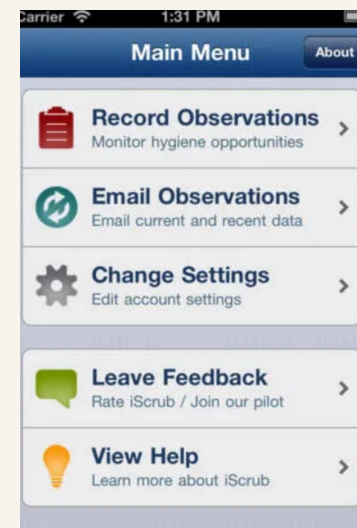 Carrier 1:31 PM
Main Menu About
Record Observations
Monitor hygiene opportunities
Email Observations
Email current and recent data
Change Settings
Edit account settings
Leave Feedback
Rate iScrub / Join our pilot
View Help
Learn more about iScrub